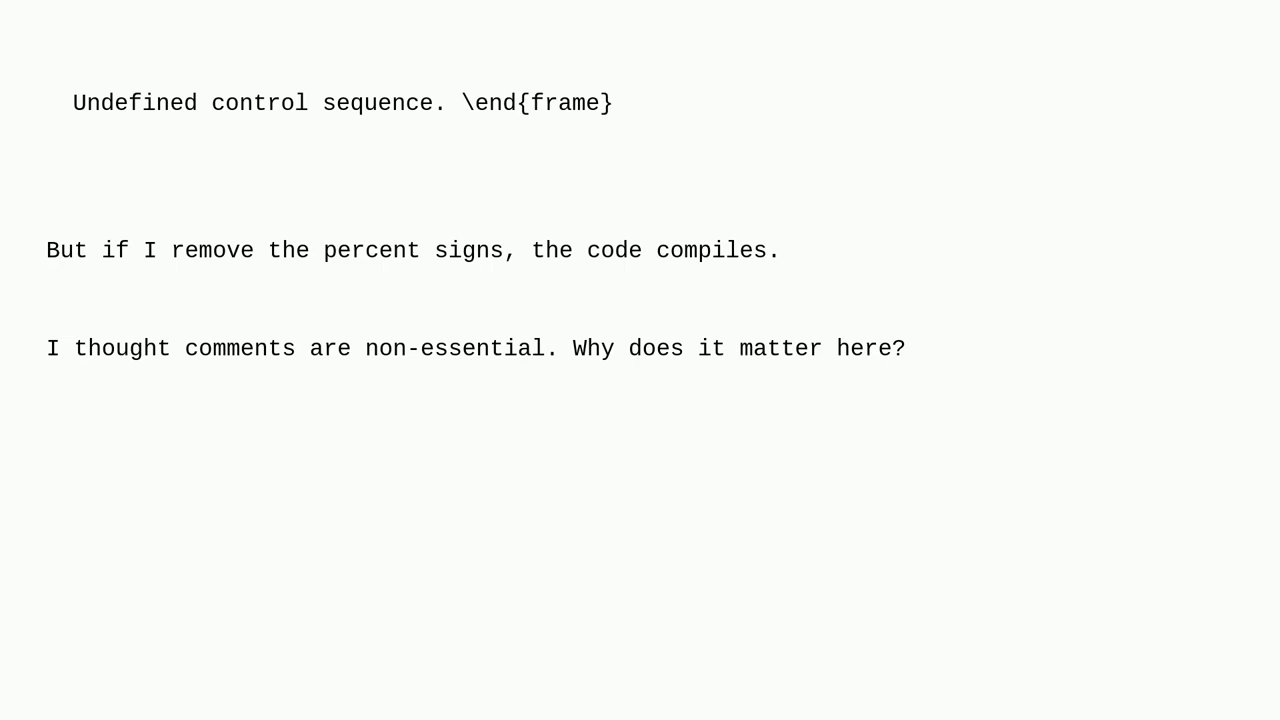 Undefined control sequence. \end{frame}
But if I remove the percent signs, the code compiles.
I thought comments are non-essential. Why does it matter here?